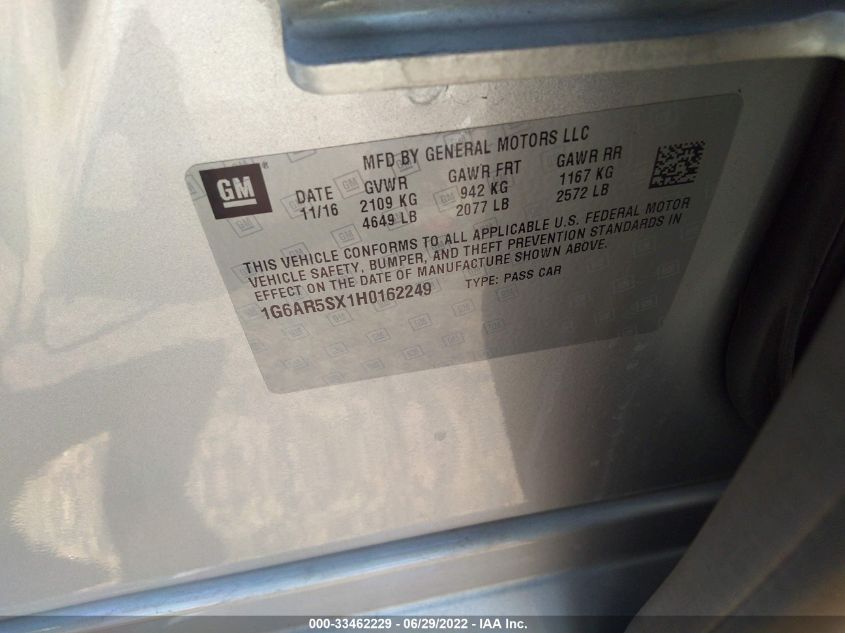 MFD BY GENERAL MOTORS LLC
GM®
DATE GVWR GAWR FRT GAWR RR
11/16 2109 KG 942 KG 1167 KG
4649 LB 2077 LB 2572 LB
THIS VEHICLE CONFORMS TO ALL APPLICABLE U.S. FEDERAL MOTOR
VEHICLE SAFETY, BUMPER, AND THEFT PREVENTION STANDARDS IN
EFFECT ON THE DATE OF MANUFACTURE SHOWN ABOVE.
1G6AR5SX1H0162249 TYPE: PASS CAR
000-33462229 - 06/29/2022 - IAA Inc.